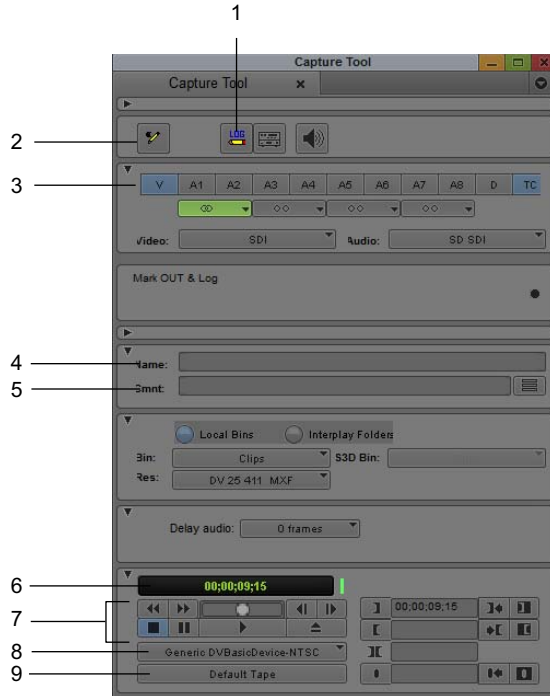 1
Capture Tool
Capture Tool
2
LOG
3
V A1 A2 A3 A4 A5 A6 A7 A8 D TC
Video: SDI Audio: SD SDI
Mark OUT & Log
4 Name:
5 Cmnt:
Local Bins Interplay Folders
Bin: Clips S3D Bin:
Res: DV 25 411 MXF
Delay audio: 0 frames
6 00;00;09;15
7 00;00;09;15
8 Generic DVBasicDevice-NTSC
9 Default Tape